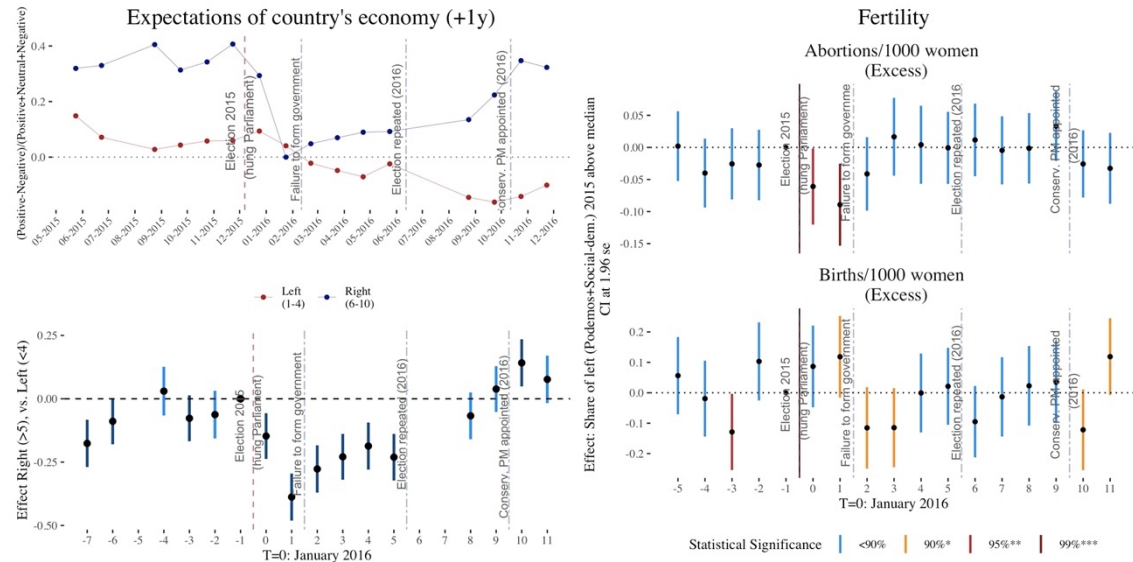 Expectations of country's economy (+1y)
(Positive-Negative)/(Positive+Neutral+Negative)
0.4
0.2
0.0
Election 2015
(hung Parliament)
Failure to form government
Election repeated (2016)
Conserv. PM appointed (2016)
05-2015
06-2015
07-2015
08-2015
09-2015
10-2015
11-2015
12-2015
01-2016
02-2016
03-2016
04-2016
05-2016
06-2016
07-2016
08-2016
09-2016
10-2016
11-2016
12-2016
Left
(1-4)
Right
(6-10)
Effect Right (>5), vs. Left (<4)
0.25
0.00
-0.25
-0.50
Election 2015
(hung Parliament)
Failure to form government
Election repeated (2016)
Conserv. PM appointed (2016)
-7 -6 -5 -4 -3 -2 -1 0 1 2 3 4 5 6 7 8 9 10 11
T=0: January 2016
Fertility
Effect: Share of left (Podemos+Social-dem.) 2015 above median
CI at 1.96 se
Abortions/1000 women
(Excess)
0.05
0.00
-0.05
-0.10
-0.15
Election 2015
(hung Parliament)
Failure to form governme
Election repeated (2016
Conserv. PM appointed
(2016)
Births/1000 women
(Excess)
0.2
0.1
0.0
-0.1
-0.2
Election 2015
(hung Parliament)
Failure to form government
Election repeated (2016
Conserv. PM appointed
(2016)
-5 -4 -3 -2 -1 0 1 2 3 4 5 6 7 8 9 10 11
T=0: January 2016
Statistical Significance <90% 90%* 95%** 99%***